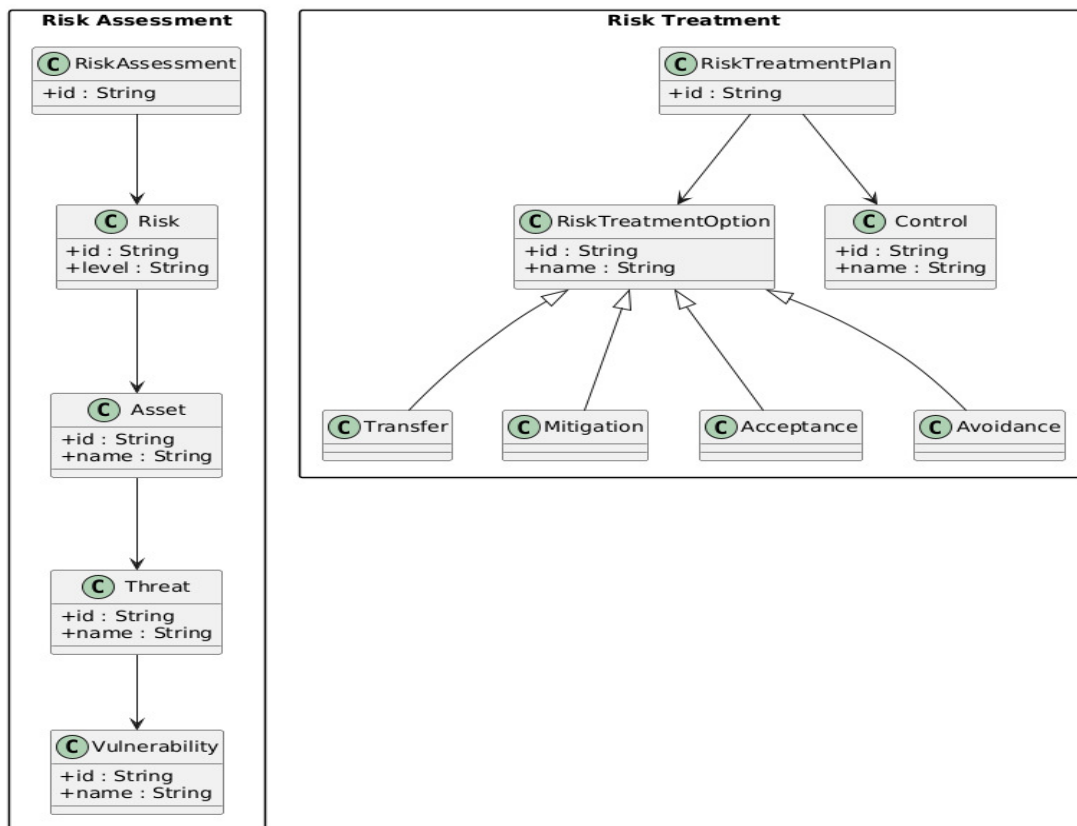 Risk Assessment
C RiskAssessment
+id : String
C Risk
+id : String
+level : String
C Asset
+id : String
+name : String
C Threat
+id : String
+name : String
C Vulnerability
+id : String
+name : String
Risk Treatment
C RiskTreatmentPlan
+id : String
C RiskTreatmentOption
+id : String
+name : String
C Control
+id : String
+name : String
C Transfer
C Mitigation
C Acceptance
C Avoidance